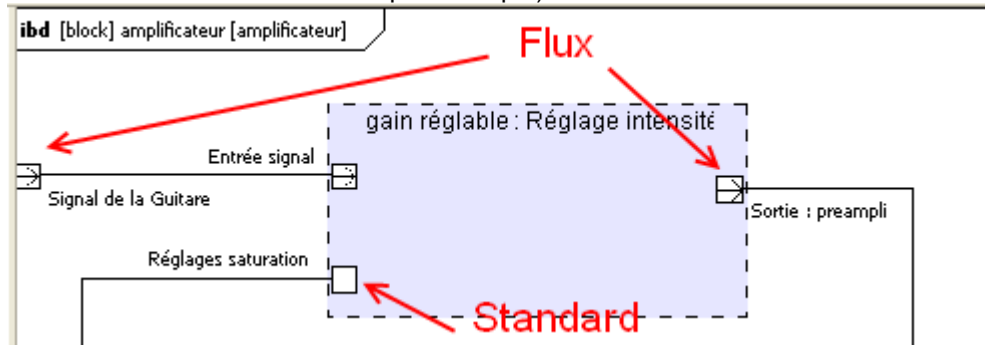 ibd [block] amplificateur [amplificateur]
Flux
gain réglable : Réglage intensité
Entrée signal
Signal de la Guitare
Sortie : preampli
Réglages saturation
Standard